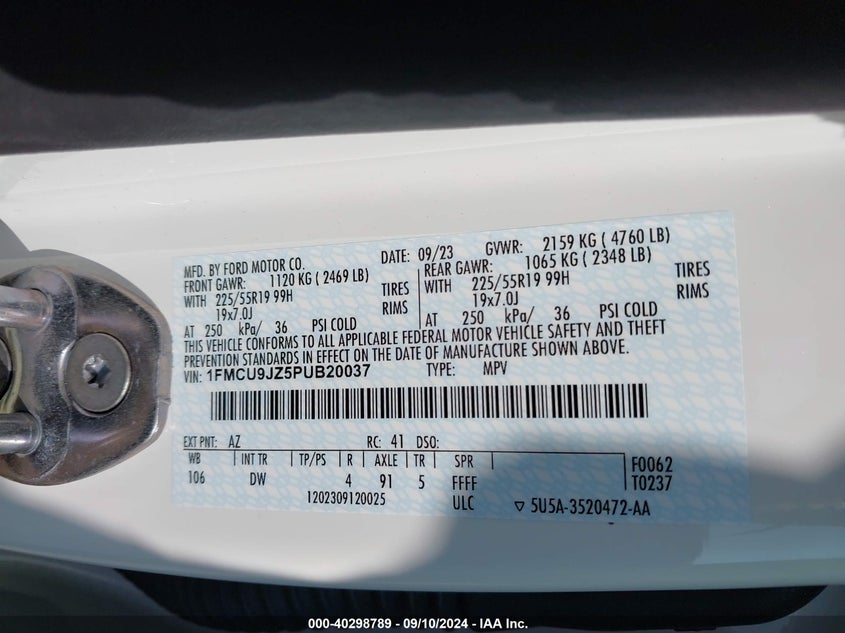 MFD. BY FORD MOTOR CO. DATE: 09/23 GVWR: 2159 KG ( 4760 LB)
FRONT GAWR: 1120 KG ( 2469 LB) REAR GAWR: 1065 KG ( 2348 LB)
WITH 225/55R19 99H TIRES WITH 225/55R19 99H TIRES
19x7.0J RIMS 19x7.0J RIMS
AT 250 kPa/ 36 PSI COLD AT 250 kPa/ 36 PSI COLD
THIS VEHICLE CONFORMS TO ALL APPLICABLE FEDERAL MOTOR VEHICLE SAFETY AND THEFT
PREVENTION STANDARDS IN EFFECT ON THE DATE OF MANUFACTURE SHOWN ABOVE.
VIN: 1FMCU9JZ5PUB20037 TYPE: MPV
EXT PNT: AZ RC: 41 DSO:
WB INT TR TP/PS R AXLE TR SPR F0062
106 DW 4 91 5 FFFF T0237
1202309120025 ULC ▽ 5U5A-3520472-AA
000-40298789 - 09/10/2024 - IAA Inc.